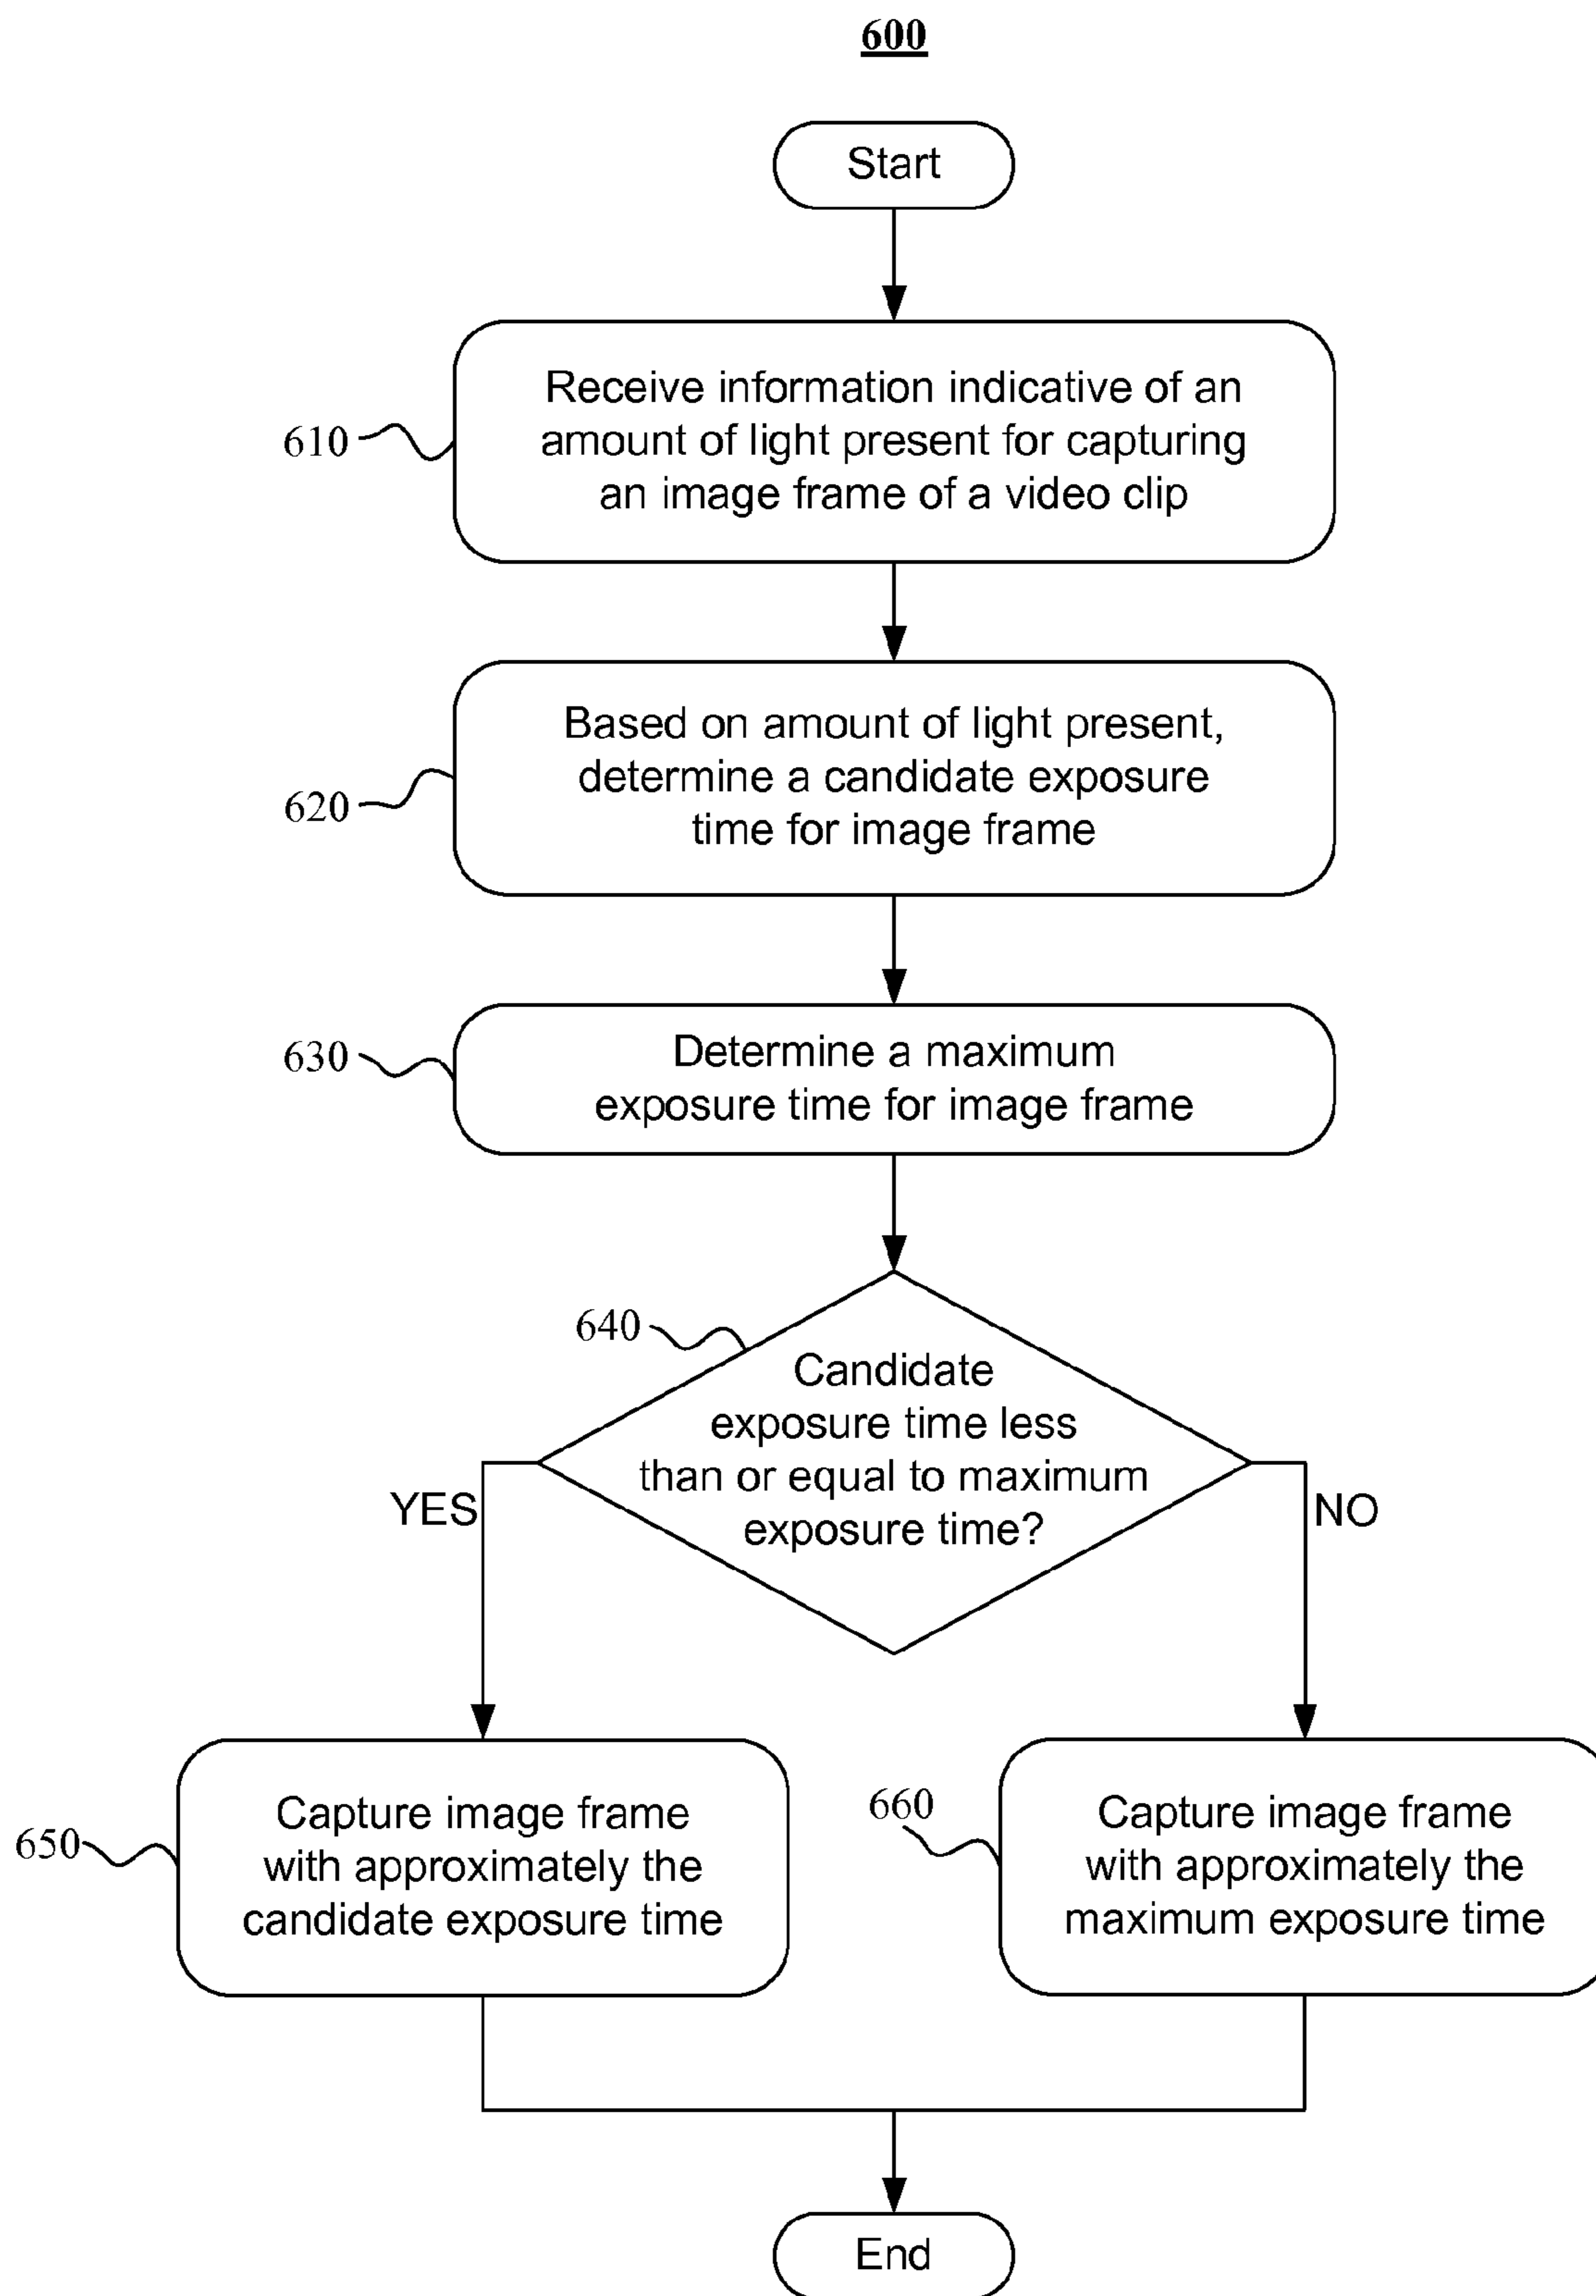 600
Start
610
Receive information indicative of an
amount of light present for capturing
an image frame of a video clip
620
Based on amount of light present,
determine a candidate exposure
time for image frame
630
Determine a maximum
exposure time for image frame
640
Candidate
exposure time less
than or equal to maximum
exposure time?
YES
NO
650
Capture image frame
with approximately the
candidate exposure time
660
Capture image frame
with approximately the
maximum exposure time
End